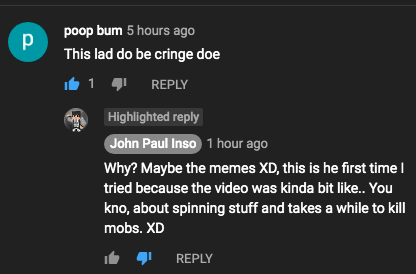 p
poop bum 5 hours ago
This lad do be cringe doe
1 REPLY
Highlighted reply
John Paul Inso 1 hour ago
Why? Maybe the memes XD, this is he first time I
tried because the video was kinda bit like.. You
kno, about spinning stuff and takes a while to kill
mobs. XD
REPLY